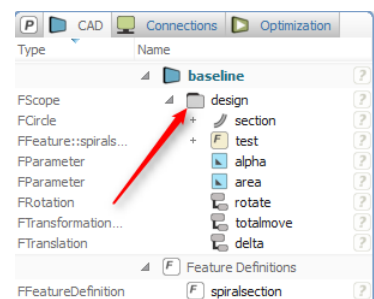 P CAD Connections Optimization
Type Name
baseline ?
FScope design ?
FCircle + section ?
FFeature::spirals... + F test ?
FParameter alpha ?
FParameter area ?
FRotation rotate ?
FTransformation... totalmove ?
FTranslation delta ?
F Feature Definitions
FFeatureDefinition F spiralsection ?